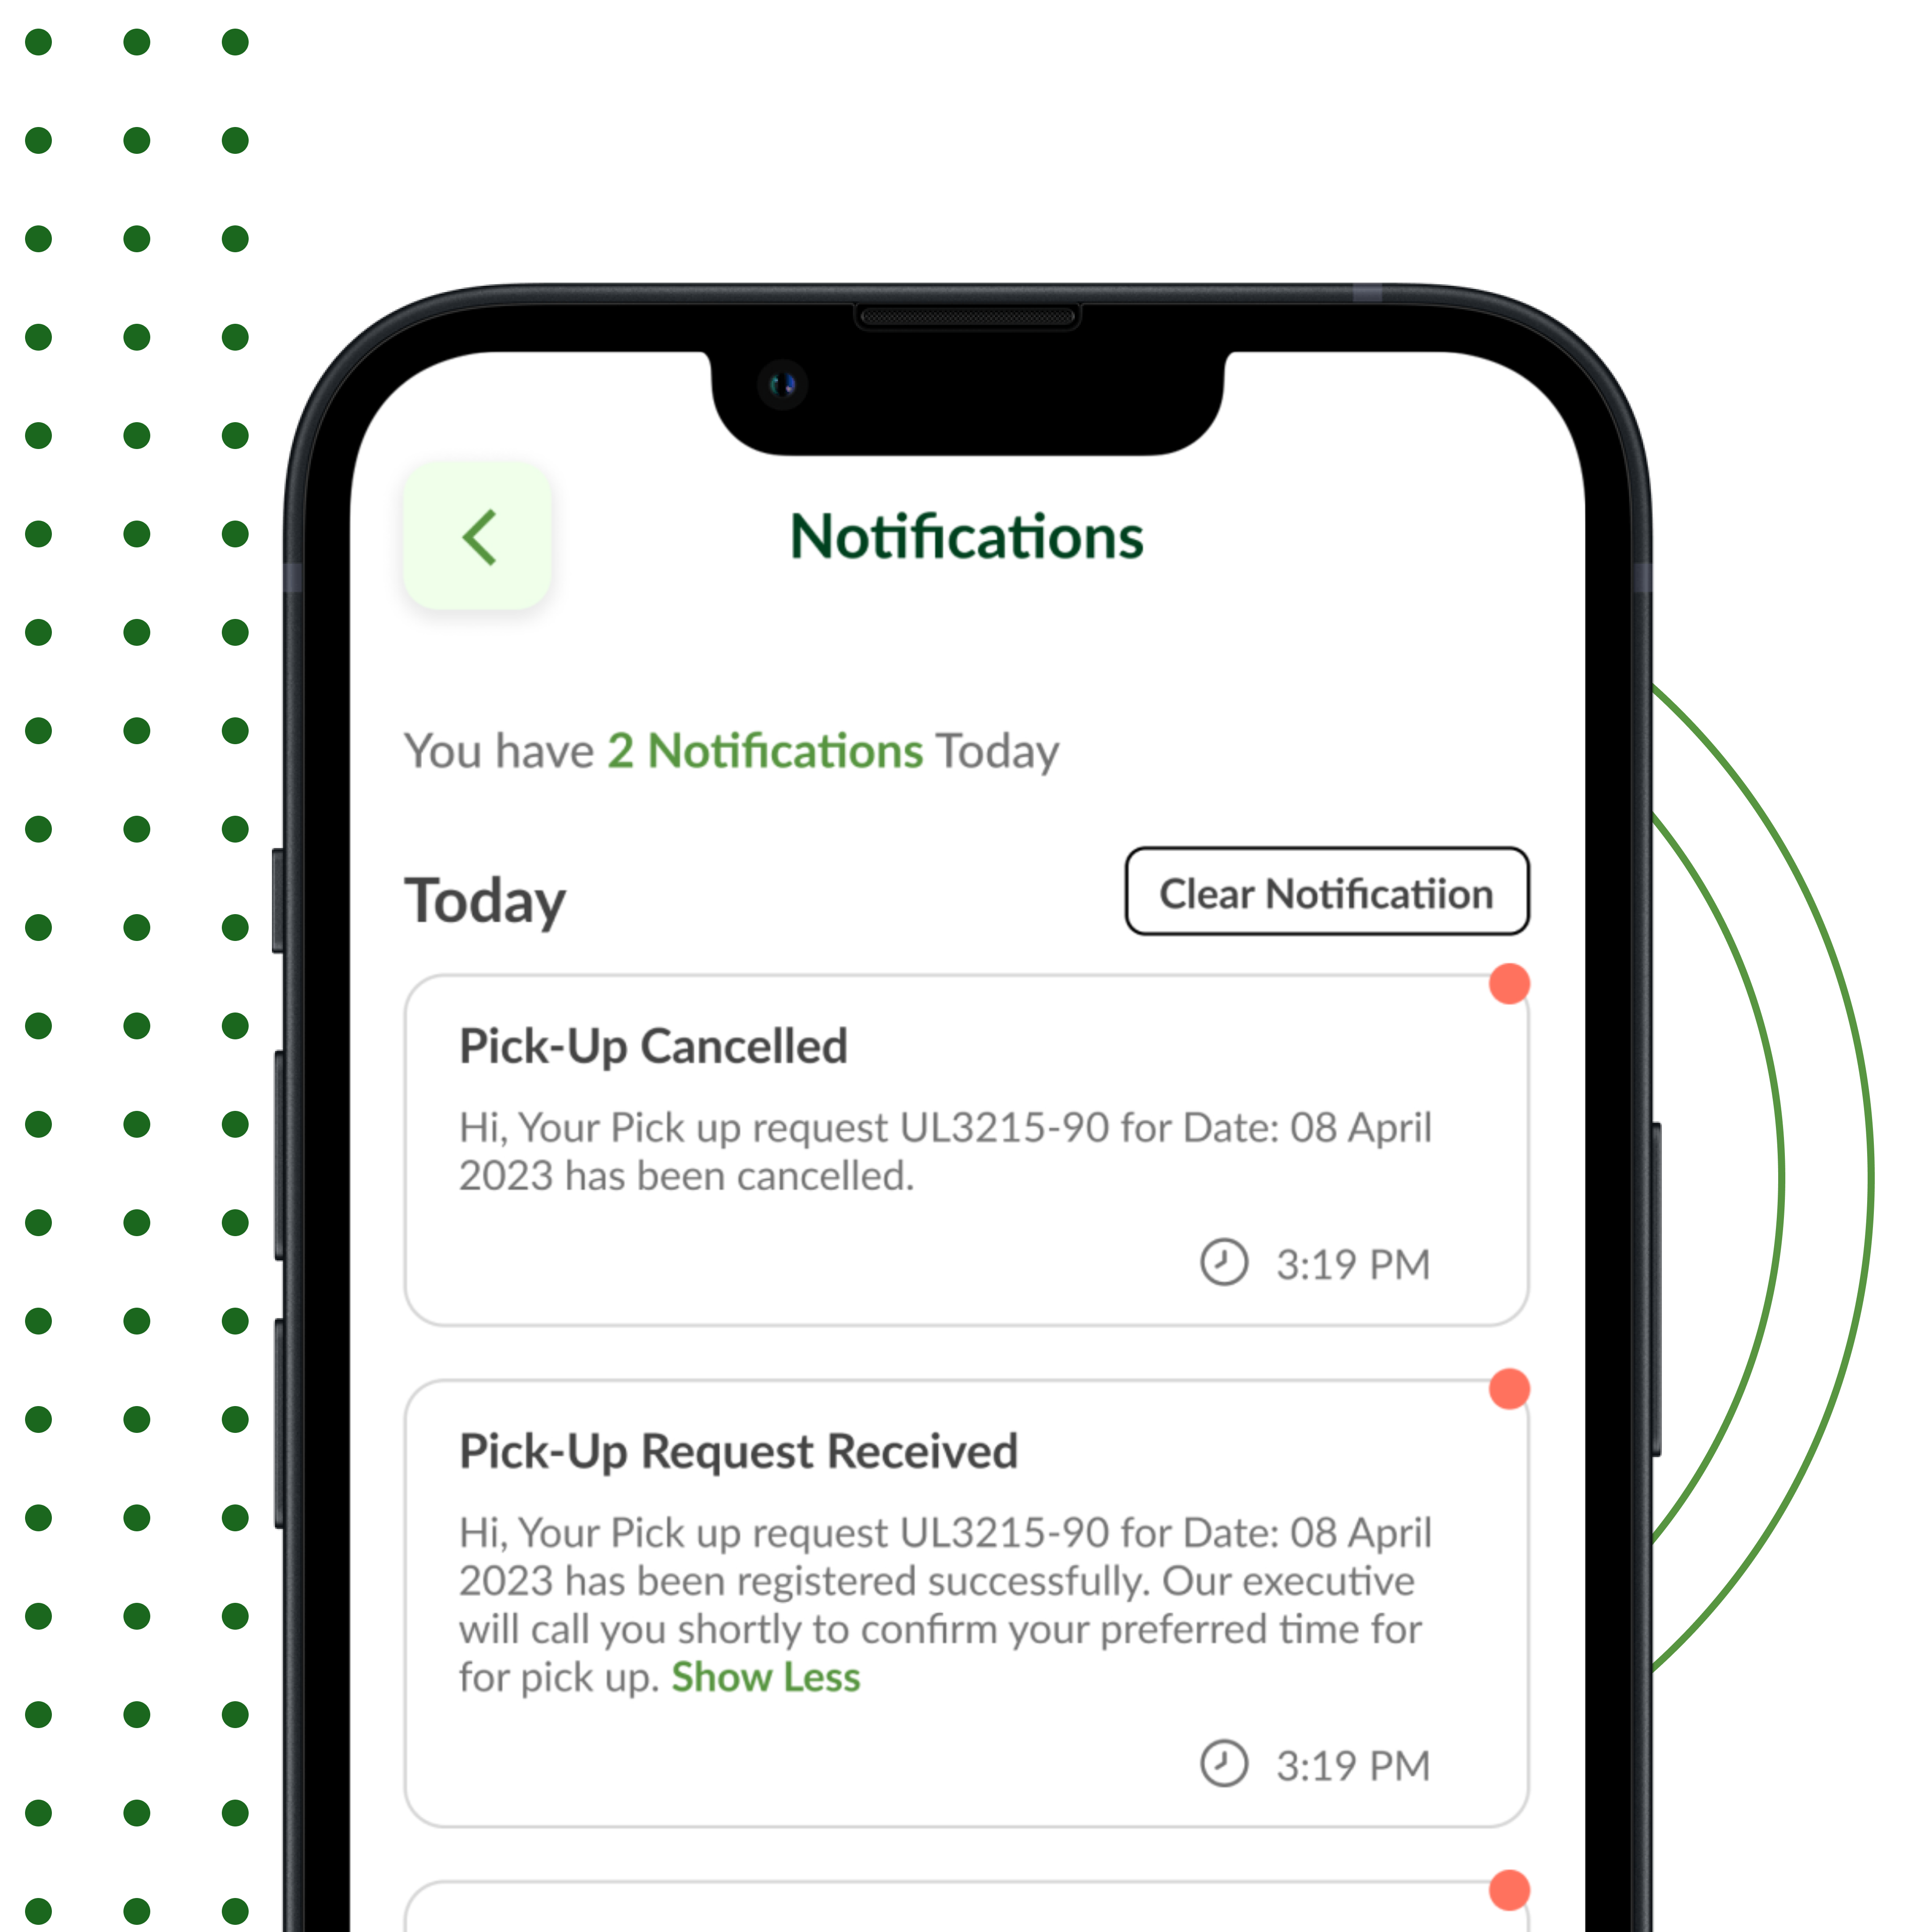 Notifications
You have 2 Notifications Today
Today
Clear Notificatiion
Pick-Up Cancelled
Hi, Your Pick up request UL3215-90 for Date: 08 April
2023 has been cancelled.
3:19 PM
Pick-Up Request Received
Hi, Your Pick up request UL3215-90 for Date: 08 April
2023 has been registered successfully. Our executive
will call you shortly to confirm your preferred time for
for pick up. Show Less
3:19 PM